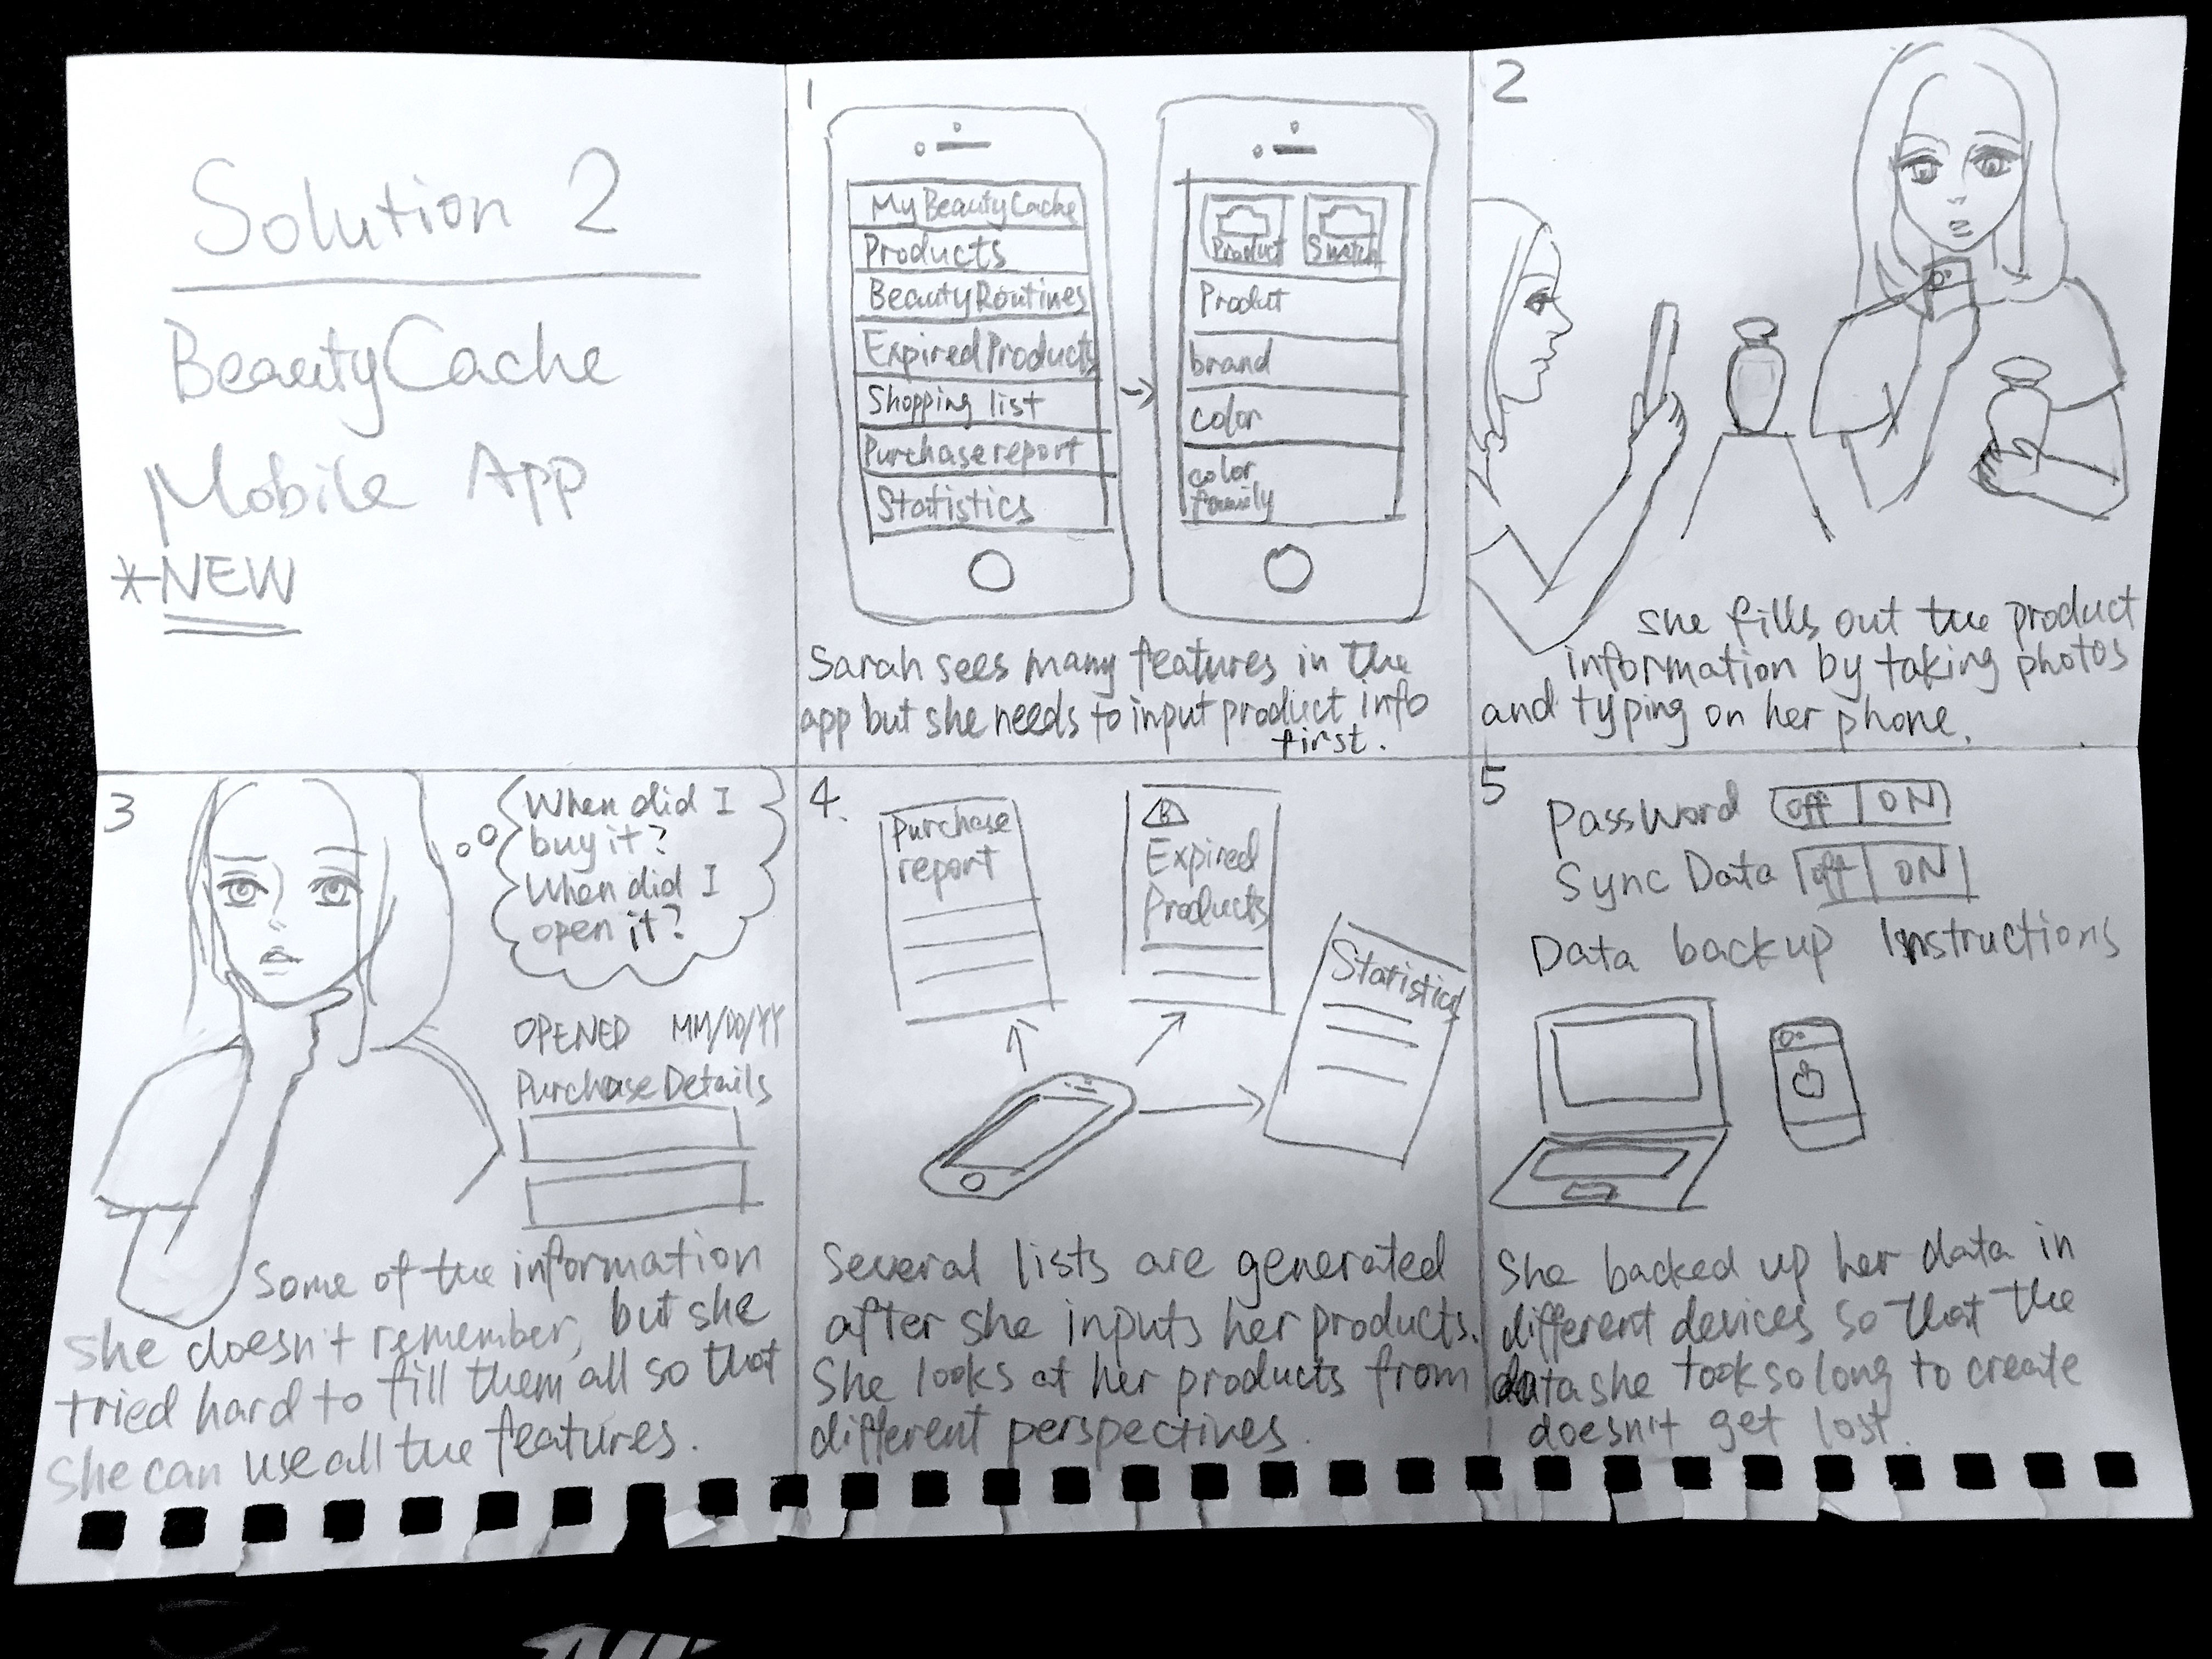 Solution 2
BeautyCache
Mobile App
*NEW
1
MyBeautyCache
Products
BeautyRoutines
ExpiredProducts
Shopping list
Purchase report
Statistics
Product
Swatch
Product
brand
color
color
family
Sarah sees many features in the
app but she needs to input product info
first.
2
she fills out the product
information by taking photos
and typing on her phone.
3
When did I
buy it?
When did I
open it?
OPENED MM/DD/YY
Purchase Details
Some of the information
she doesn't remember, but she
tried hard to fill them all so that
she can use all the features.
4.
Purchase
report
Expired
Products
Statistics
Several lists are generated
after she inputs her products.
She looks at her products from
different perspectives.
5
Password off ON
Sync Data off ON
Data backup Instructions
She backed up her data in
different devices so that the
data she took so long to create
doesn't get lost.